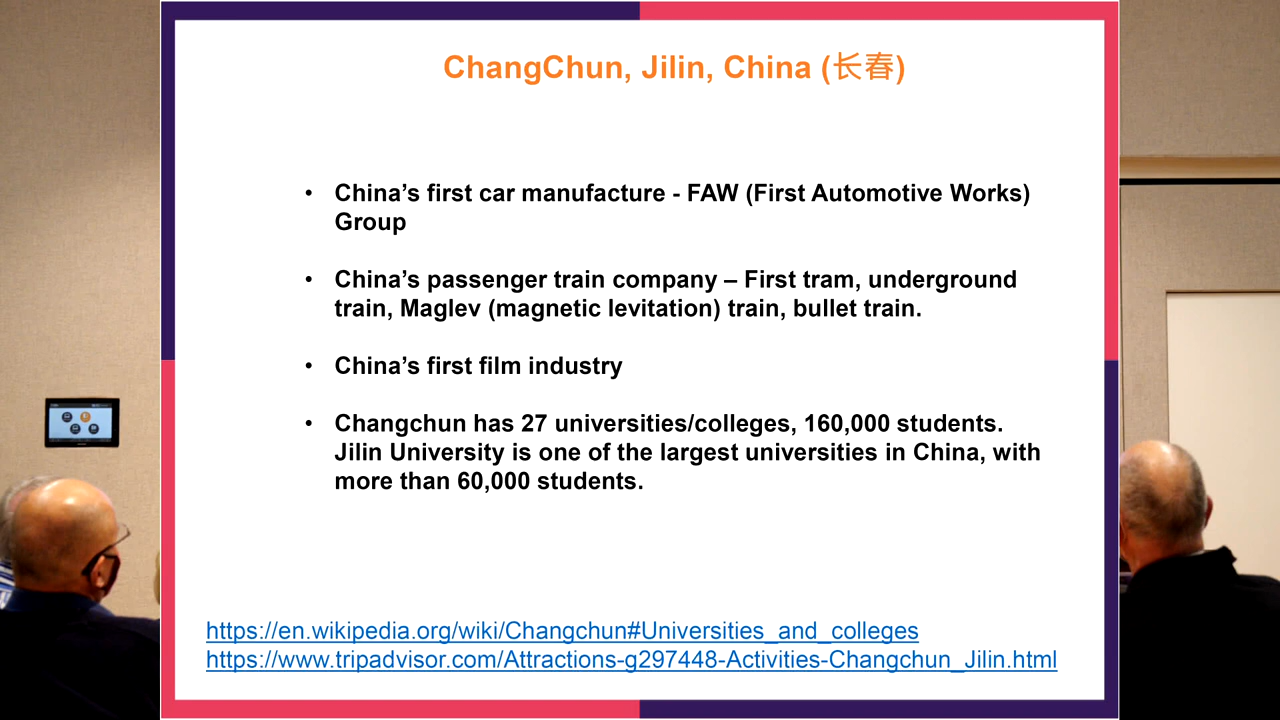 ChangChun, Jilin, China (长春)
• China’s first car manufacture - FAW (First Automotive Works)
Group
• China’s passenger train company – First tram, underground
train, Maglev (magnetic levitation) train, bullet train.
• China’s first film industry
• Changchun has 27 universities/colleges, 160,000 students.
Jilin University is one of the largest universities in China, with
more than 60,000 students.
https://en.wikipedia.org/wiki/Changchun#Universities_and_colleges
https://www.tripadvisor.com/Attractions-g297448-Activities-Changchun_Jilin.html